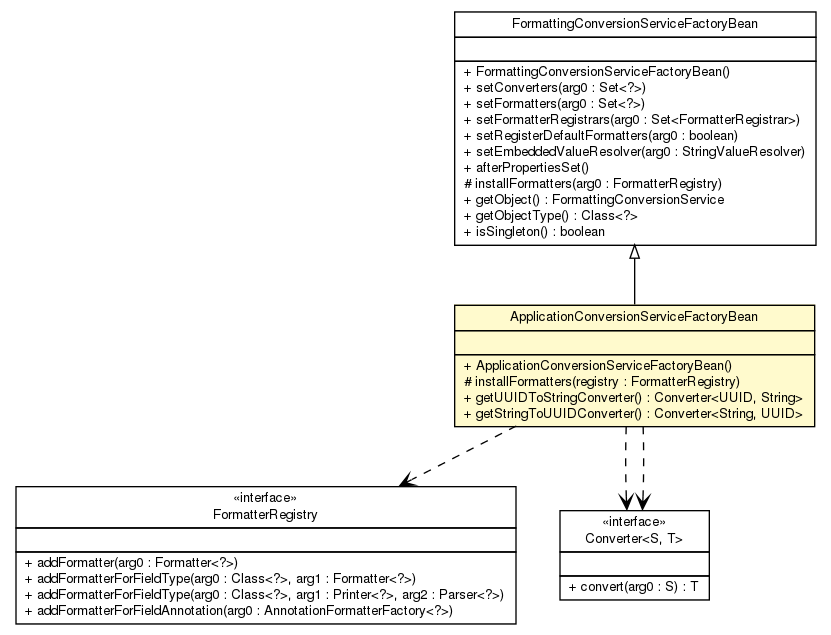 FormattingConversionServiceFactoryBean
+ FormattingConversionServiceFactoryBean()
+ setConverters(arg0 : Set<?>)
+ setFormatters(arg0 : Set<?>)
+ setFormatterRegistrars(arg0 : Set<FormatterRegistrar>)
+ setRegisterDefaultFormatters(arg0 : boolean)
+ setEmbeddedValueResolver(arg0 : StringValueResolver)
+ afterPropertiesSet()
# installFormatters(arg0 : FormatterRegistry)
+ getObject() : FormattingConversionService
+ getObjectType() : Class<?>
+ isSingleton() : boolean
ApplicationConversionServiceFactoryBean
+ ApplicationConversionServiceFactoryBean()
# installFormatters(registry : FormatterRegistry)
+ getUUIDToStringConverter() : Converter<UUID, String>
+ getStringToUUIDConverter() : Converter<String, UUID>
«interface»
FormatterRegistry
+ addFormatter(arg0 : Formatter<?>)
+ addFormatterForFieldType(arg0 : Class<?>, arg1 : Formatter<?>)
+ addFormatterForFieldType(arg0 : Class<?>, arg1 : Printer<?>, arg2 : Parser<?>)
+ addFormatterForFieldAnnotation(arg0 : AnnotationFormatterFactory<?>)
«interface»
Converter<S, T>
+ convert(arg0 : S) : T